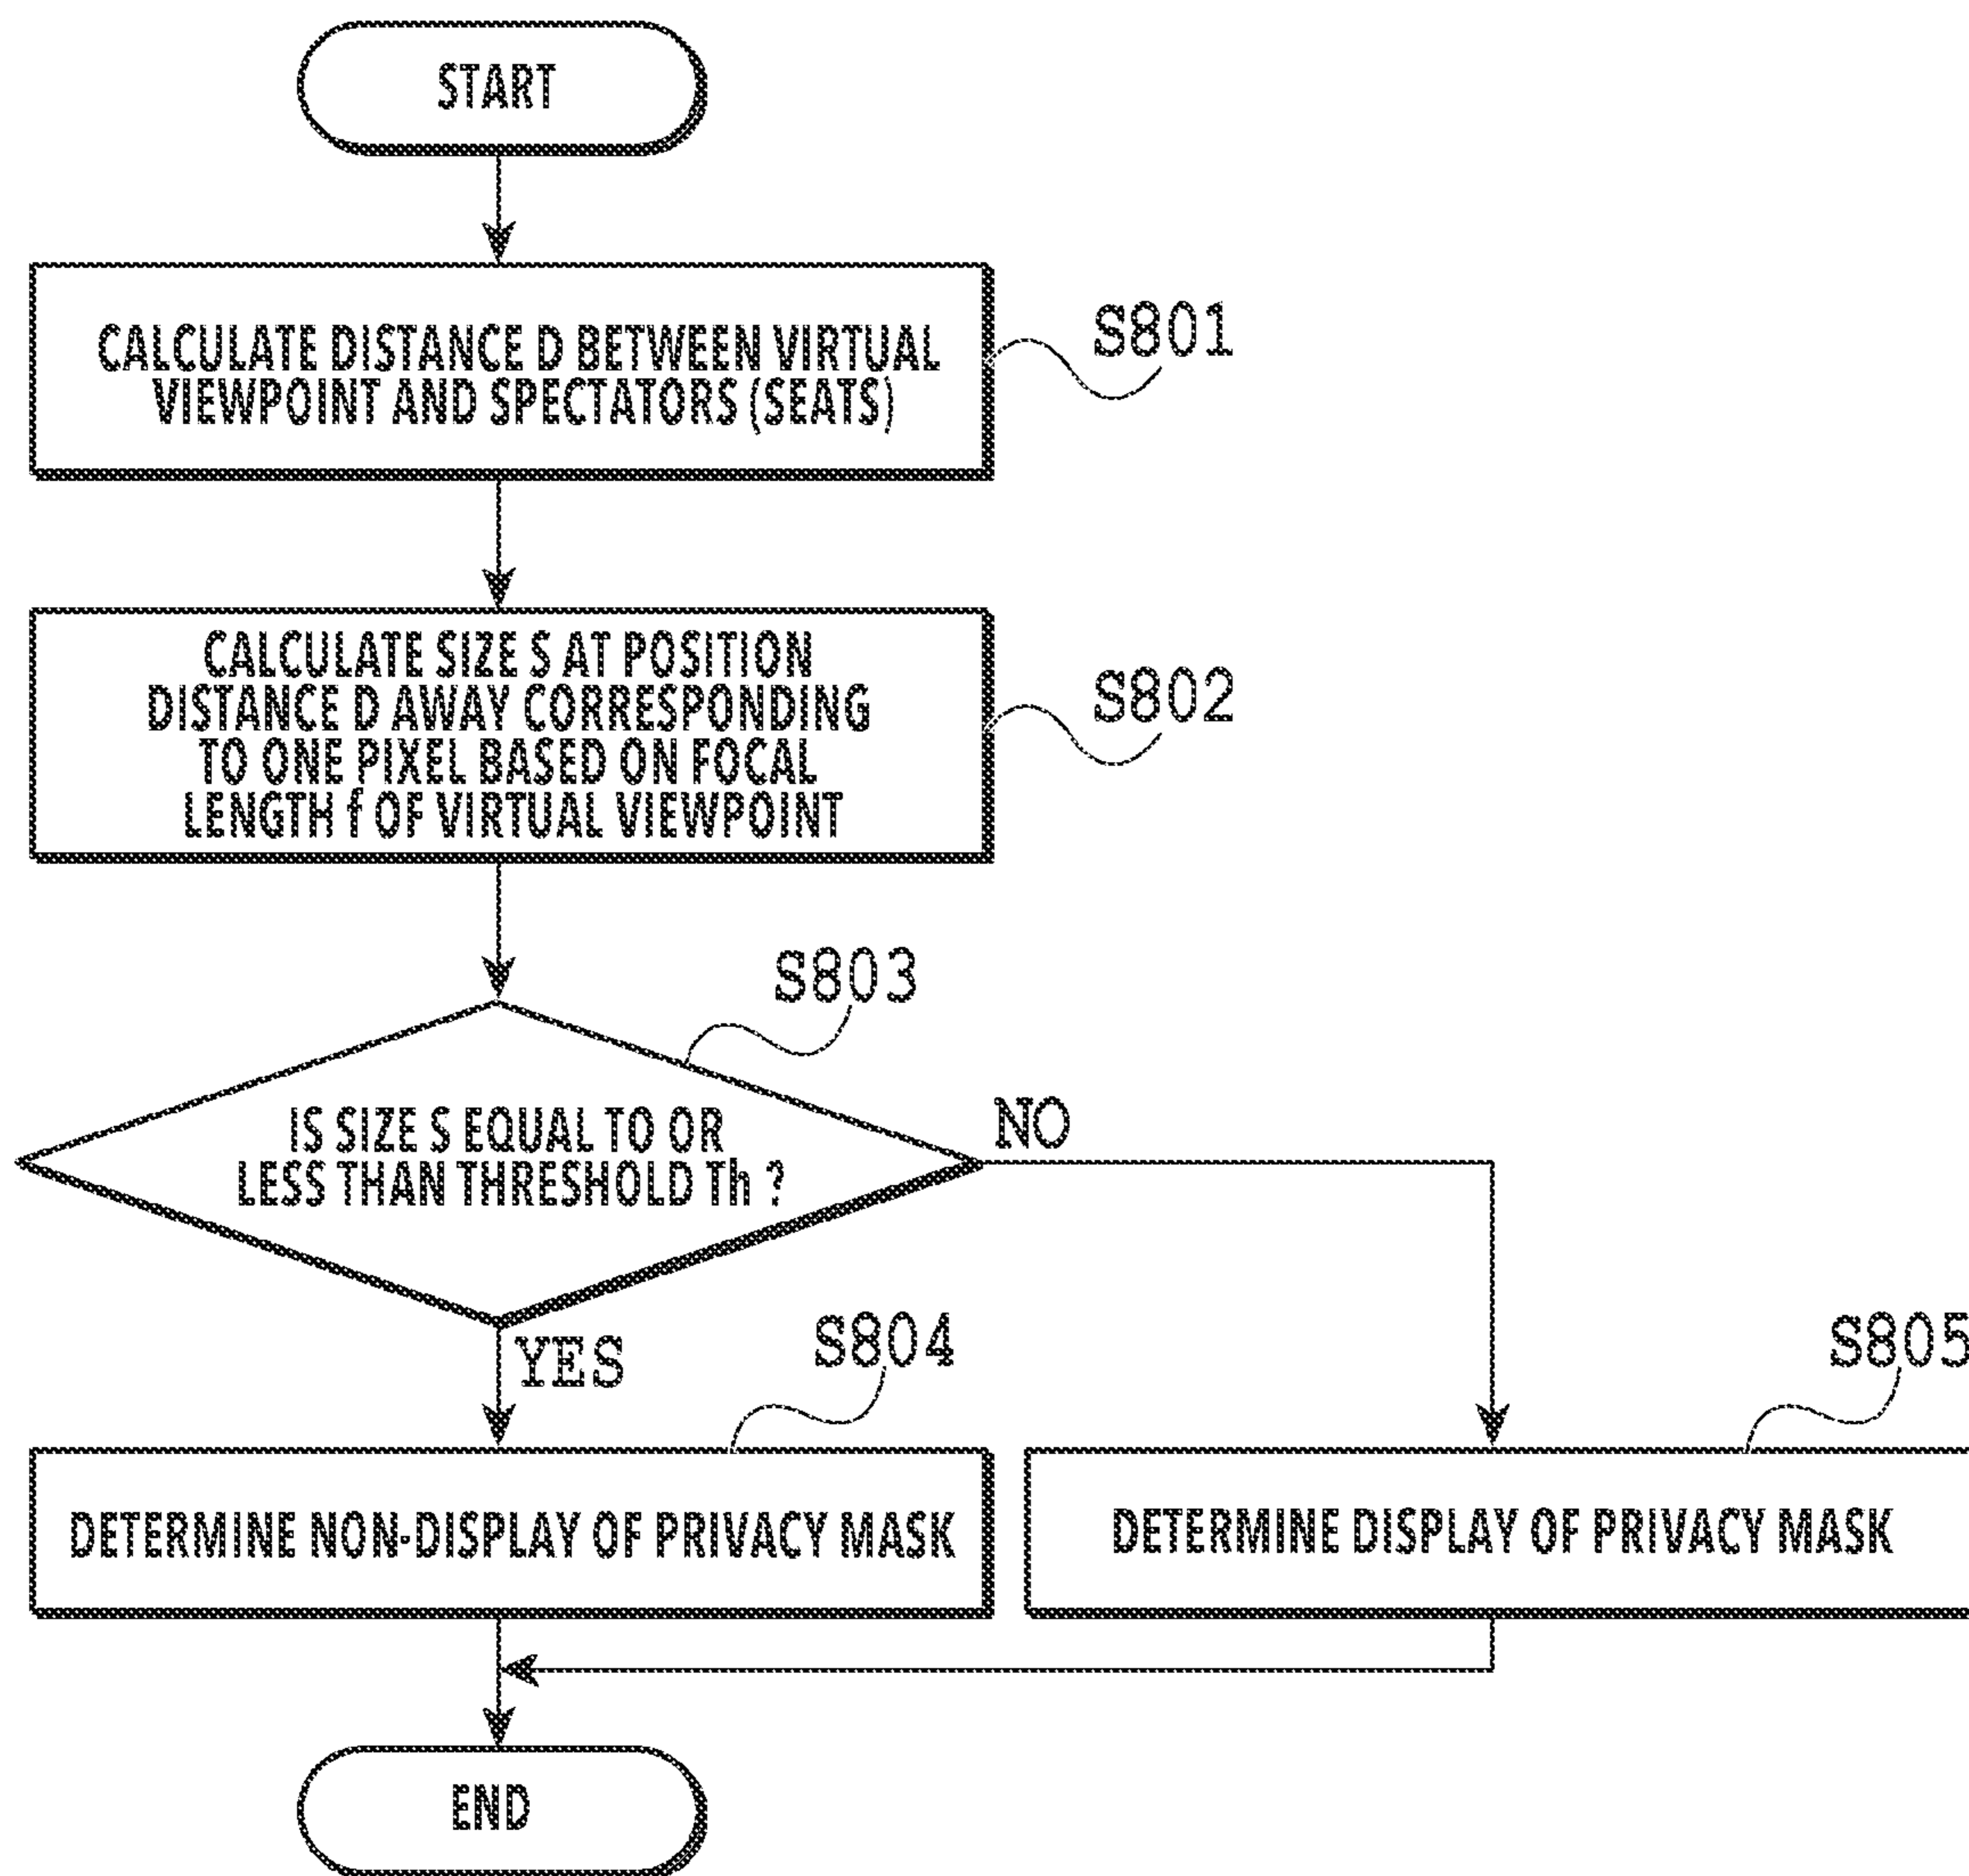 START
CALCULATE DISTANCE D BETWEEN VIRTUAL
VIEWPOINT AND SPECTATORS (SEATS)
S801
CALCULATE SIZE S AT POSITION
DISTANCE D AWAY CORRESPONDING
TO ONE PIXEL BASED ON FOCAL
LENGTH f OF VIRTUAL VIEWPOINT
S802
S803
IS SIZE S EQUAL TO OR
LESS THAN THRESHOLD Th ?
NO
YES
S804
S805
DETERMINE NON-DISPLAY OF PRIVACY MASK
DETERMINE DISPLAY OF PRIVACY MASK
END